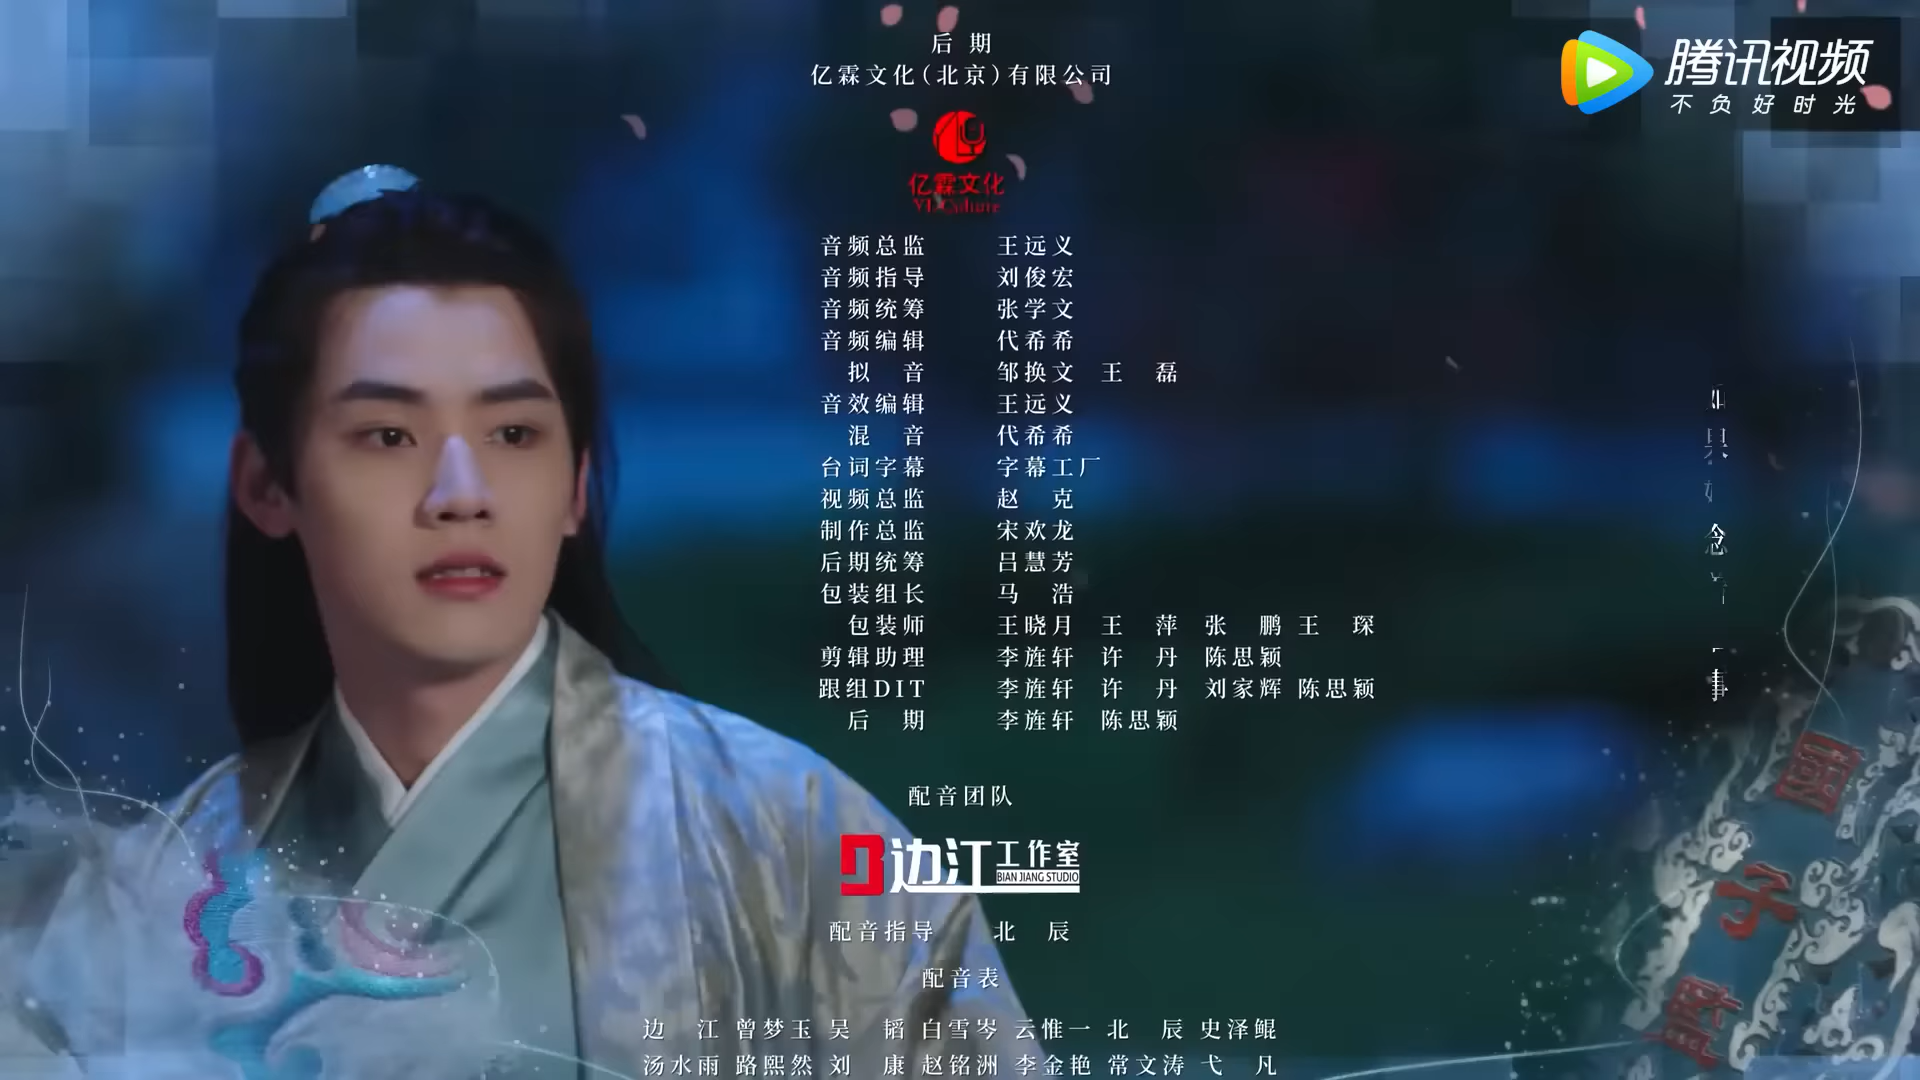 后 期
亿霖文化(北京)有限公司
腾讯视频
不负好时光
亿霖文化
YL Culture
音频总监 王远义
音频指导 刘俊宏
音频统筹 张学文
音频编辑 代希希
拟 音 邹换文 王 磊
音效编辑 王远义
混 音 代希希
台词字幕 字幕工厂
视频总监 赵 克
制作总监 宋欢龙
后期统筹 吕慧芳
包装组长 马 浩
包装师 王晓月 王 萍 张 鹏 王 琛
剪辑助理 李旌轩 许 丹 陈思颖
跟组DIT 李旌轩 许 丹 刘家辉 陈思颖
后 期 李旌轩 陈思颖
配音团队
边江工作室
BIAN JIANG STUDIO
配音指导 北 辰
配音表
边 江 曾梦玉 吴 韬 白雪岑 云惟一 北 辰 史泽鲲
汤水雨 路熙然 刘 康 赵铭洲 李金艳 常文涛 弋 凡
國子監